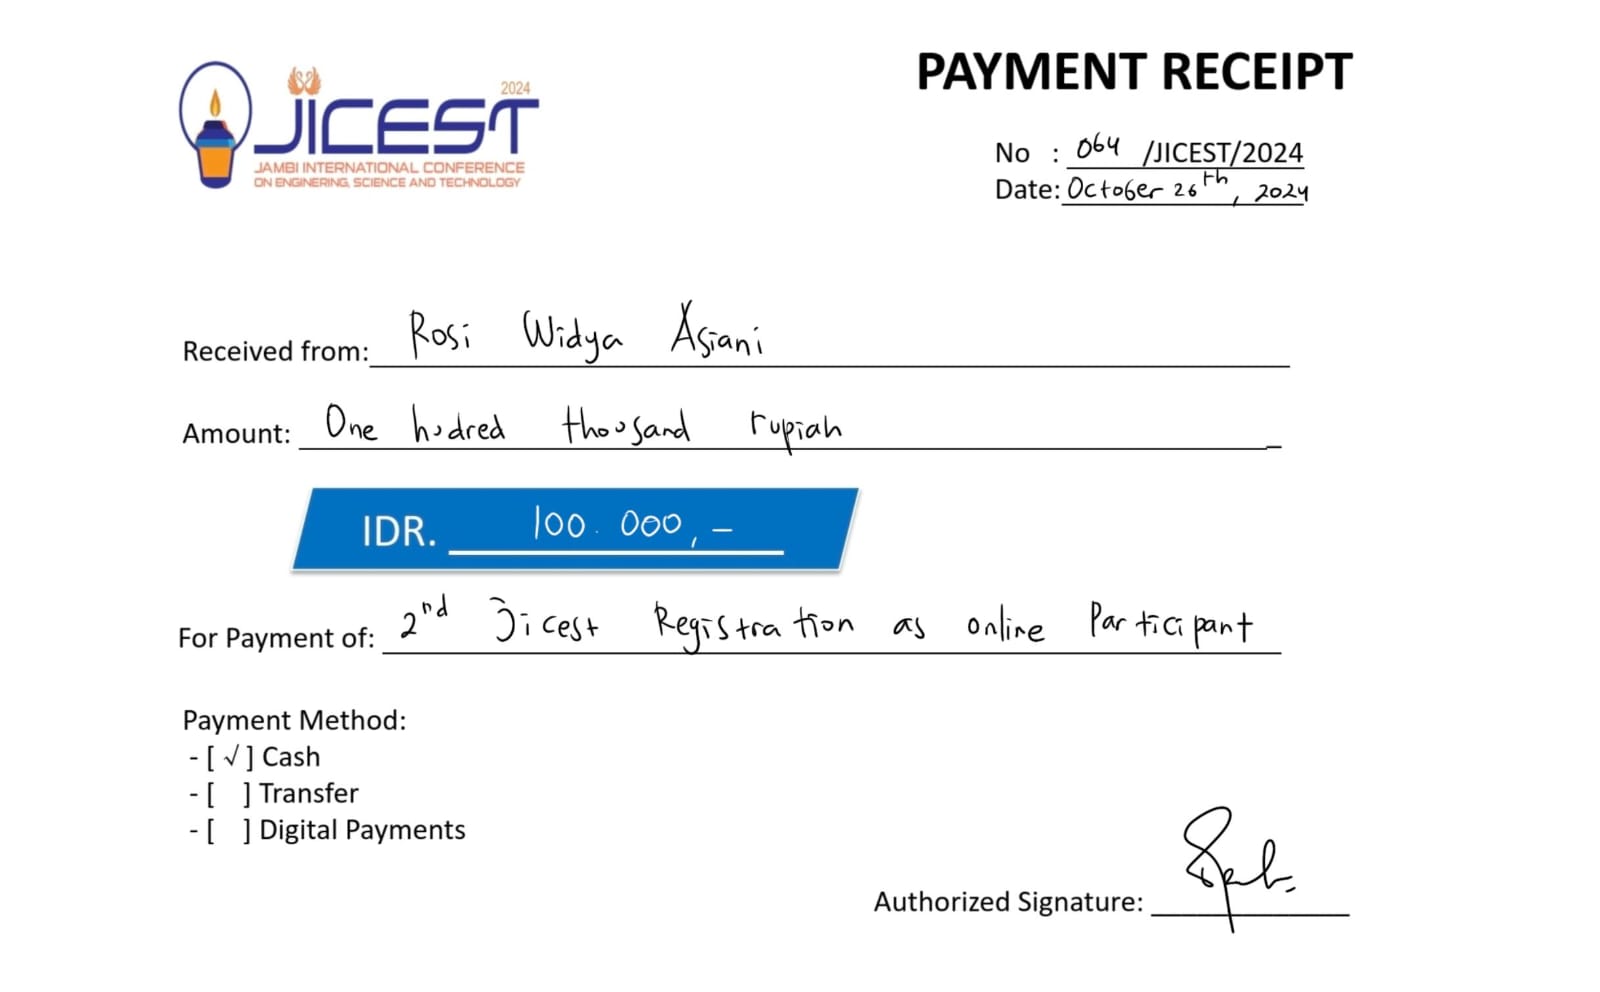 2024
JICEST
JAMBI INTERNATIONAL CONFERENCE
ON ENGINERING, SCIENCE AND TECHNOLOGY
PAYMENT RECEIPT
No : 064 /JICEST/2024
Date: October 26th, 2024
Received from: Rosi Widya Asiani
Amount: One hudred thousand rupiah
IDR. 100.000,-
For Payment of: 2nd Jicest Registration as online Participant
Payment Method:
- [ √ ] Cash
- [ ] Transfer
- [ ] Digital Payments
Authorized Signature: